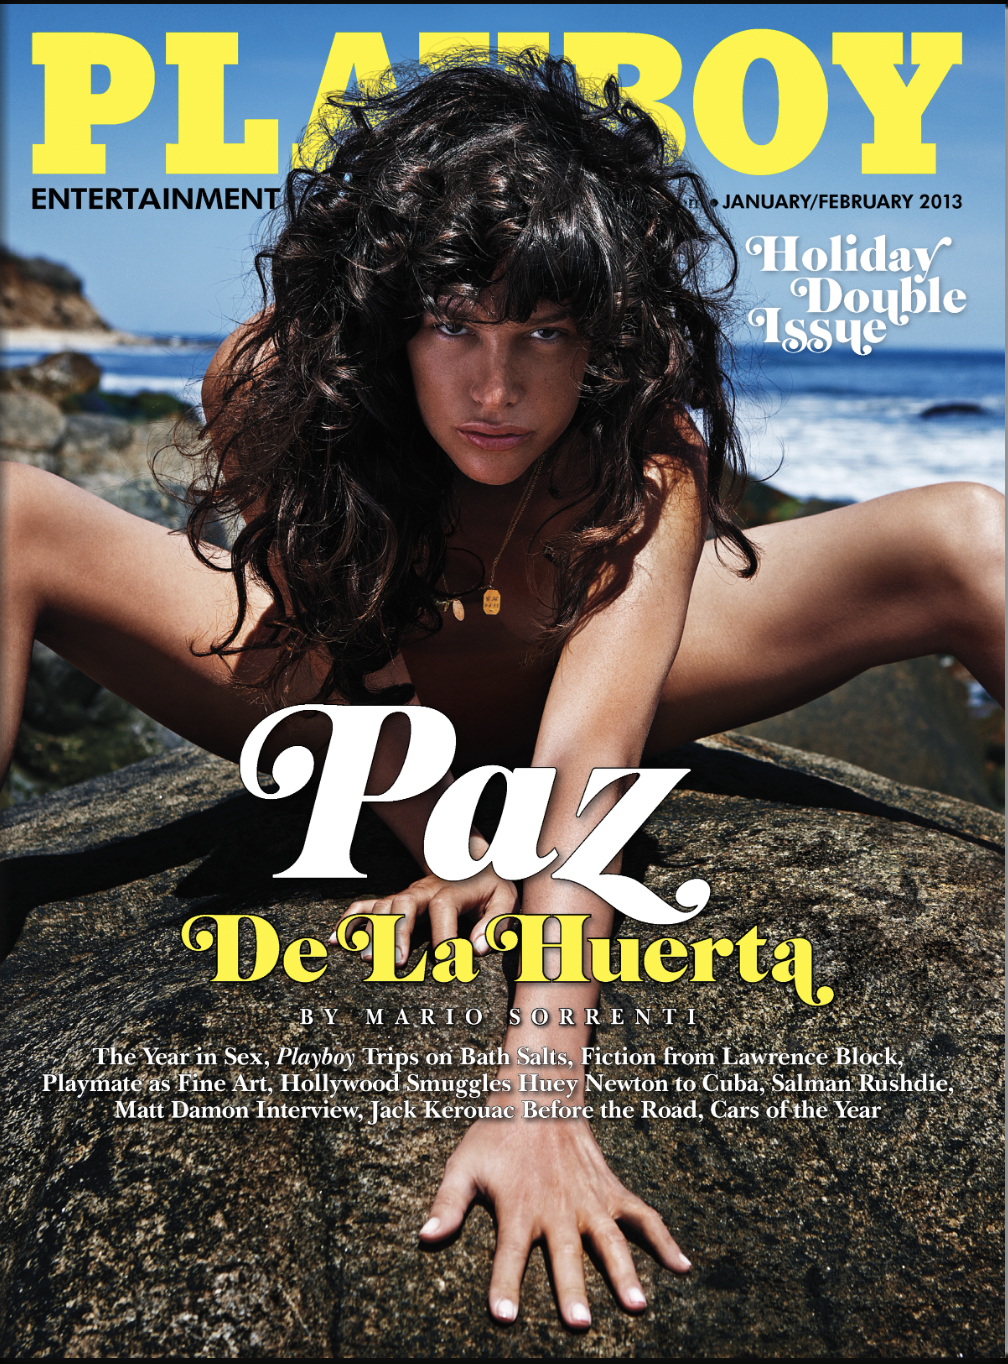 PLAYBOY
ENTERTAINMENT
• JANUARY/FEBRUARY 2013
Holiday
Double
Issue
Paz
De La Huerta
BY MARIO SORRENTI
The Year in Sex, Playboy Trips on Bath Salts, Fiction from Lawrence Block,
Playmate as Fine Art, Hollywood Smuggles Huey Newton to Cuba, Salman Rushdie,
Matt Damon Interview, Jack Kerouac Before the Road, Cars of the Year